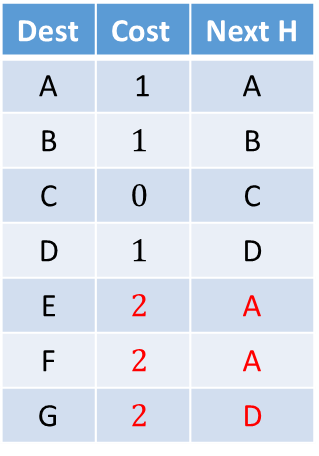 Dest Cost Next H
A 1 A
B 1 B
C 0 C
D 1 D
E 2 A
F 2 A
G 2 D